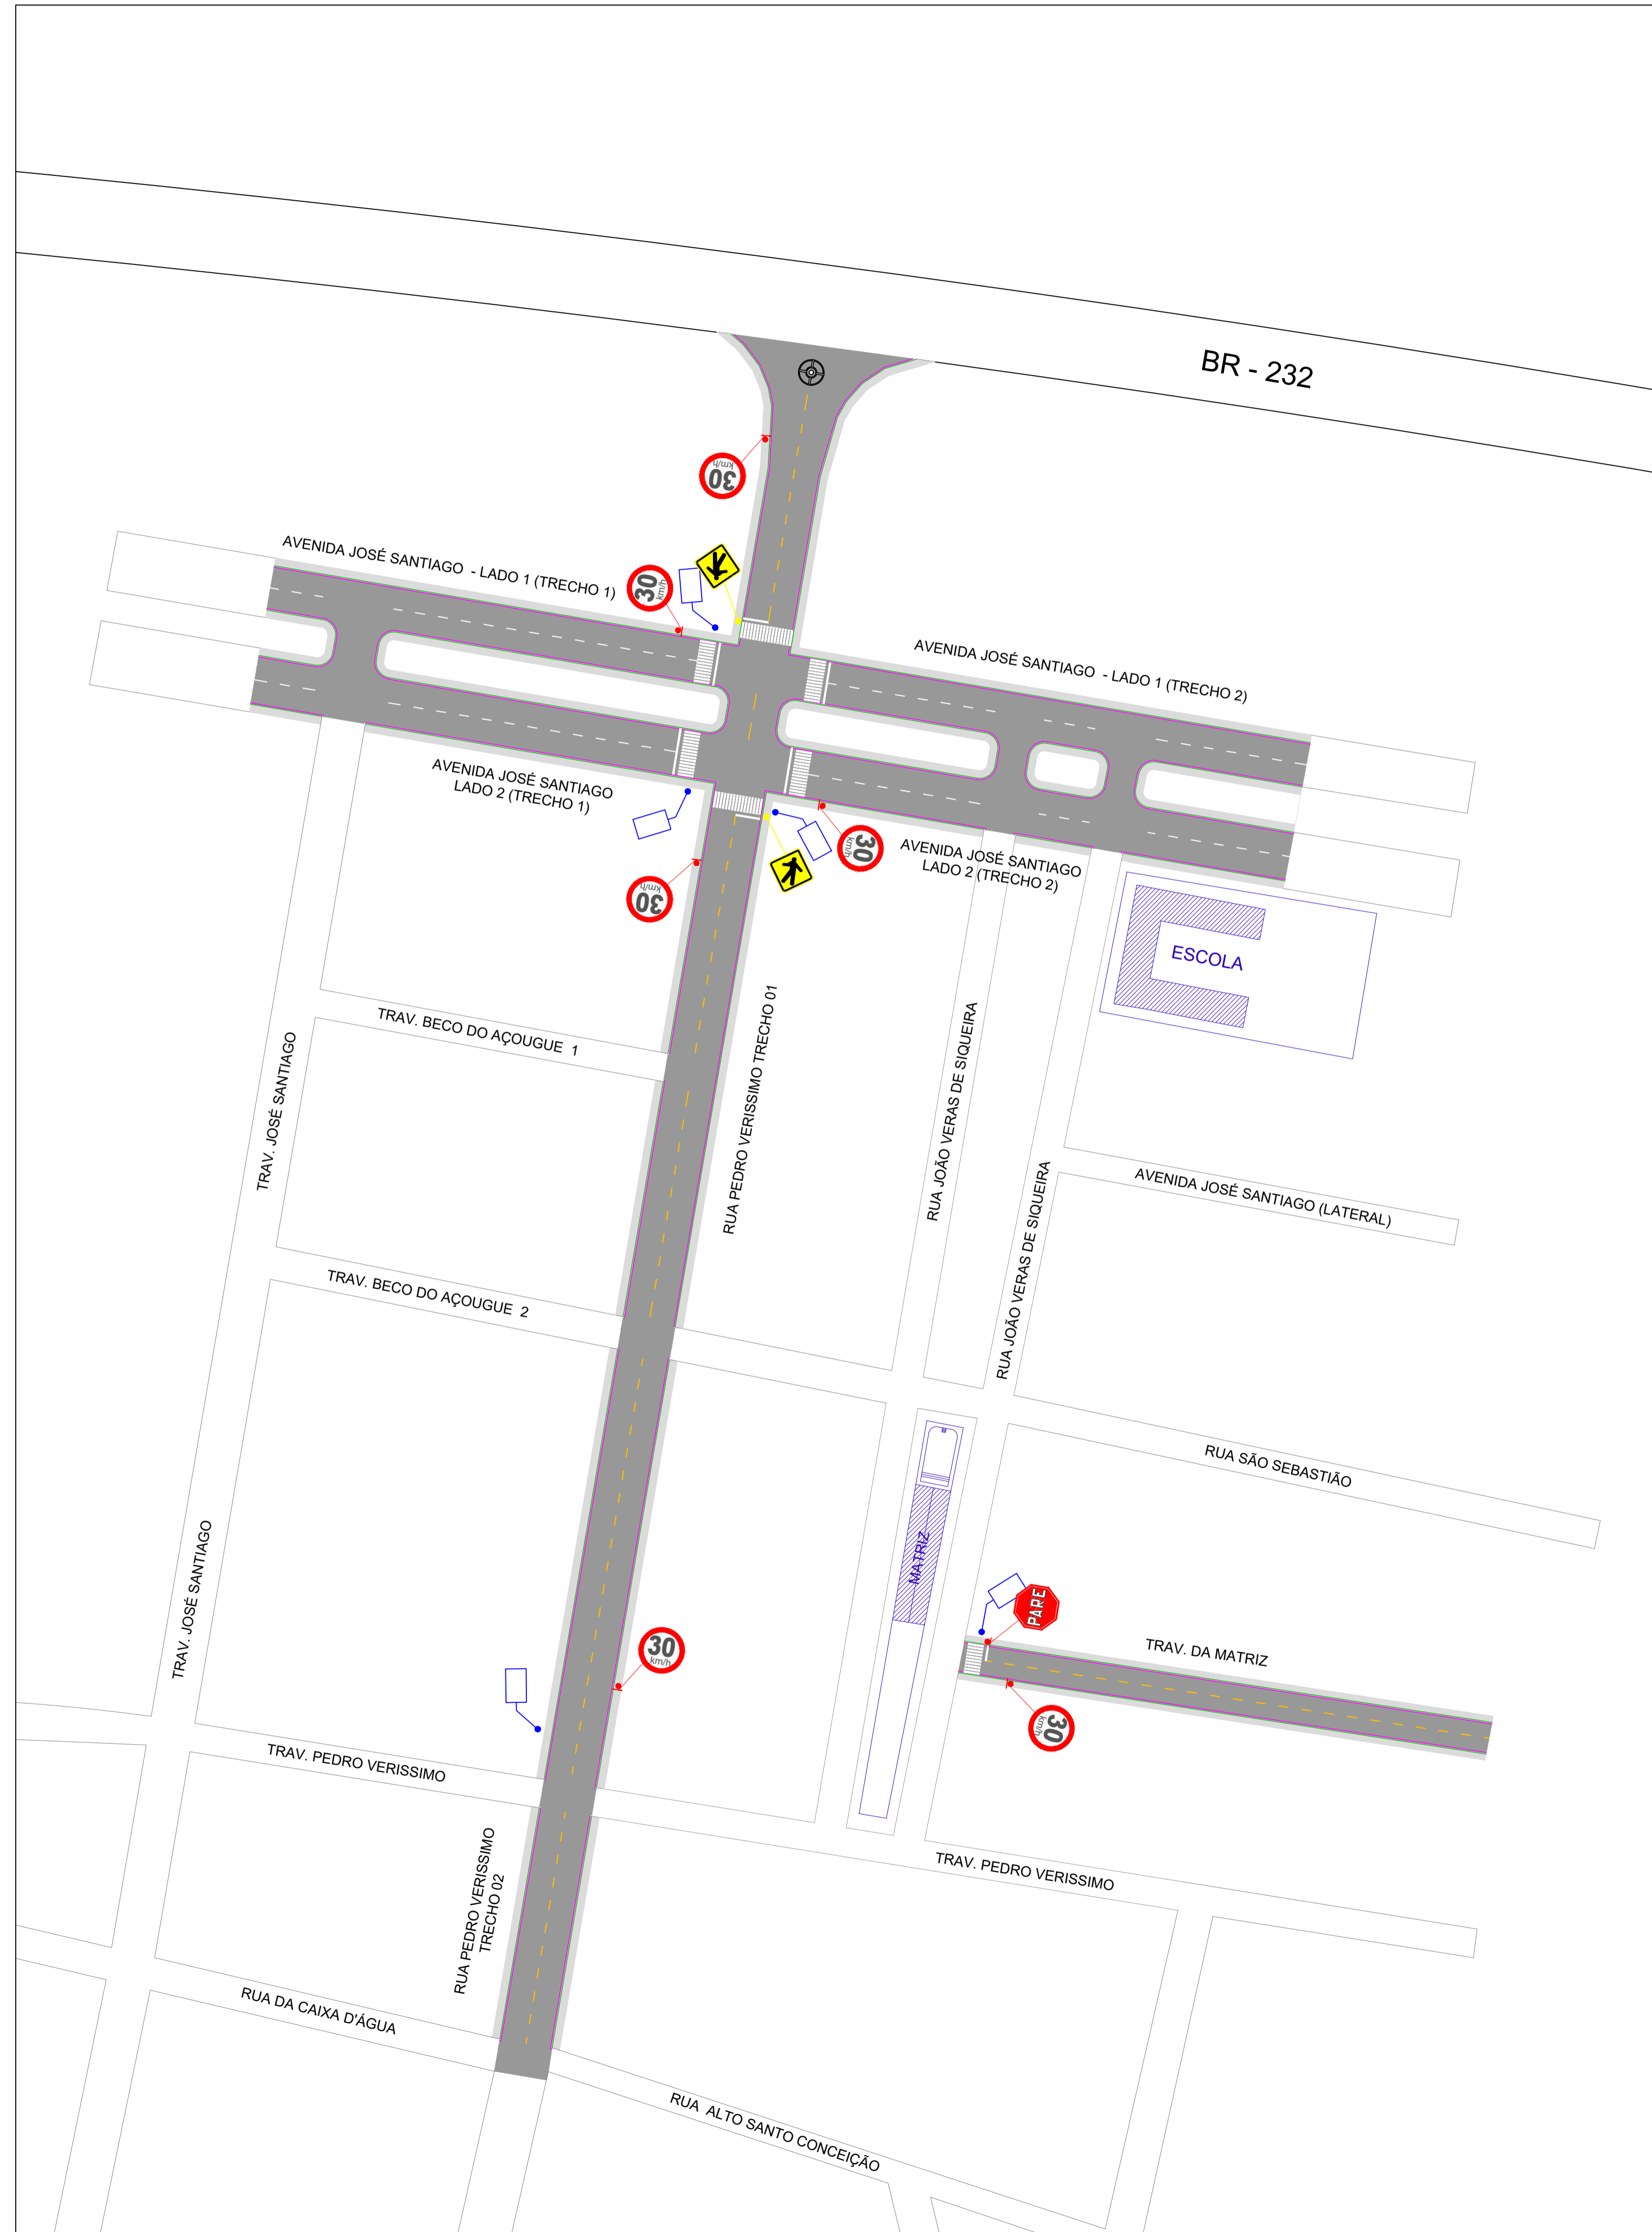 BR - 232
30
km/h
AVENIDA JOSÉ SANTIAGO - LADO 1 (TRECHO 1)
30
km/h
AVENIDA JOSÉ SANTIAGO - LADO 1 (TRECHO 2)
AVENIDA JOSÉ SANTIAGO
LADO 2 (TRECHO 1)
30
km/h
30
km/h
AVENIDA JOSÉ SANTIAGO
LADO 2 (TRECHO 2)
ESCOLA
TRAV. BECO DO AÇOUGUE 1
TRAV. JOSÉ SANTIAGO
RUA PEDRO VERISSIMO TRECHO 01
RUA JOÃO VERAS DE SIQUEIRA
RUA JOÃO VERAS DE SIQUEIRA
AVENIDA JOSÉ SANTIAGO (LATERAL)
TRAV. BECO DO AÇOUGUE 2
RUA SÃO SEBASTIÃO
MATRIZ
TRAV. JOSÉ SANTIAGO
PARE
30
km/h
TRAV. DA MATRIZ
30
km/h
TRAV. PEDRO VERISSIMO
RUA PEDRO VERISSIMO
TRECHO 02
TRAV. PEDRO VERISSIMO
RUA DA CAIXA D'ÁGUA
RUA ALTO SANTO CONCEIÇÃO